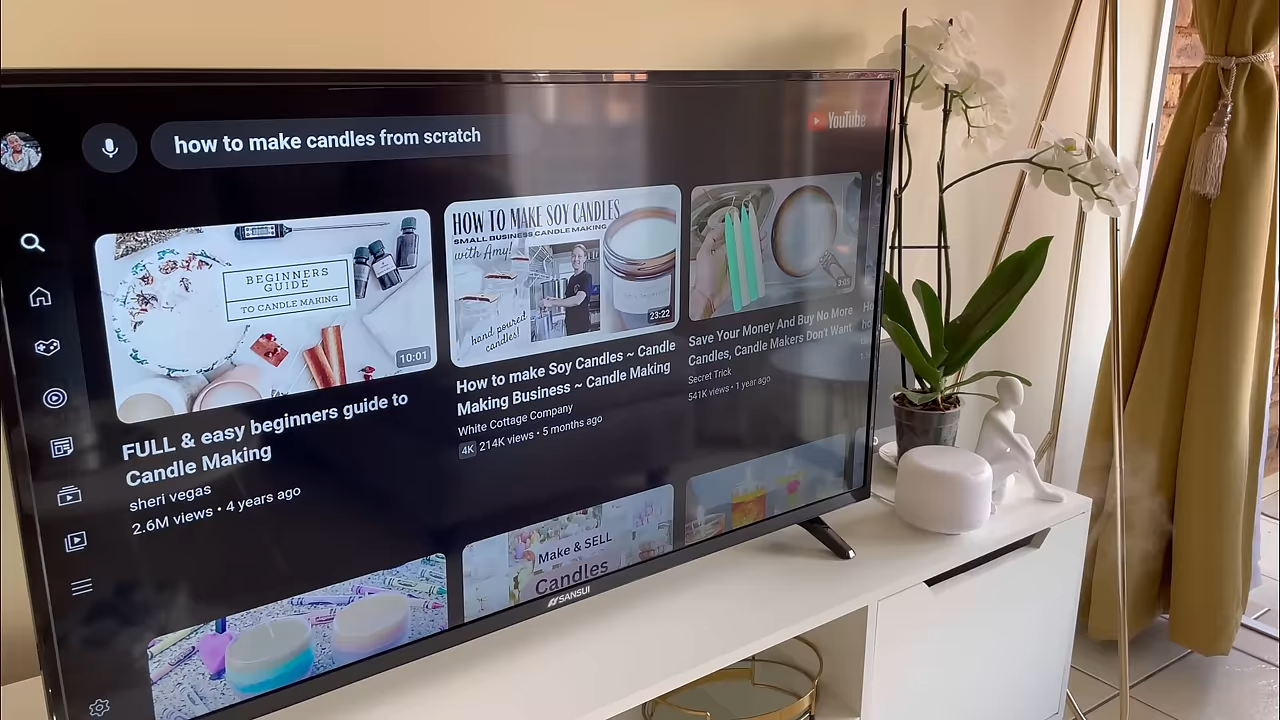 how to make candles from scratch
YouTube
BEGINNERS
GUIDE
TO CANDLE MAKING
10:01
FULL & easy beginners guide to
Candle Making
sheri vegas
2.6M views • 4 years ago
HOW TO MAKE SOY CANDLES
SMALL BUSINESS CANDLE MAKING
with Amy!
hand poured
candles!
23:22
How to make Soy Candles ~ Candle
Making Business ~ Candle Making
White Cottage Company
4K 214K views • 5 months ago
3:05
Save Your Money And Buy No More
Candles, Candle Makers Don't Want
Secret Trick
541K views • 1 year ago
Make & SELL
Candles
SANSUI